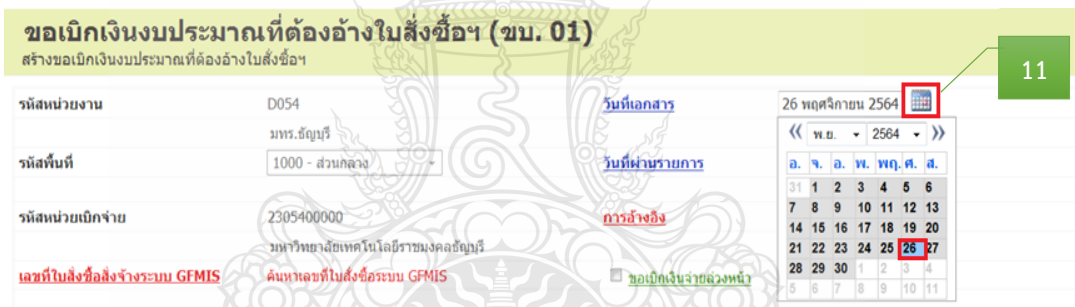 ขอเบิกเงินงบประมาณที่ต้องอ้างใบสั่งซื้อฯ (ขบ. 01)
สร้างขอเบิกเงินงบประมาณที่ต้องอ้างใบสั่งซื้อฯ
11
รหัสหน่วยงาน D054 วันที่เอกสาร 26 พฤศจิกายน 2564
มทร.ธัญบุรี
รหัสพื้นที่ 1000 - ส่วนกลาง วันที่ผ่านรายการ
รหัสหน่วยเบิกจ่าย 2305400000 การอ้างอิง
มหาวิทยาลัยเทคโนโลยีราชมงคลธัญบุรี
เลขที่ใบสั่งซื้อสั่งจ้างระบบ GFMIS ค้นหาเลขที่ใบสั่งซื้อระบบ GFMIS ขอเบิกเงินจ่ายล่วงหน้า
« พ.ย. 2564 »
อ. จ. อ. พ. พฤ. ศ. ส.
31 1 2 3 4 5 6
7 8 9 10 11 12 13
14 15 16 17 18 19 20
21 22 23 24 25 26 27
28 29 30 1 2 3 4
5 6 7 8 9 10 11